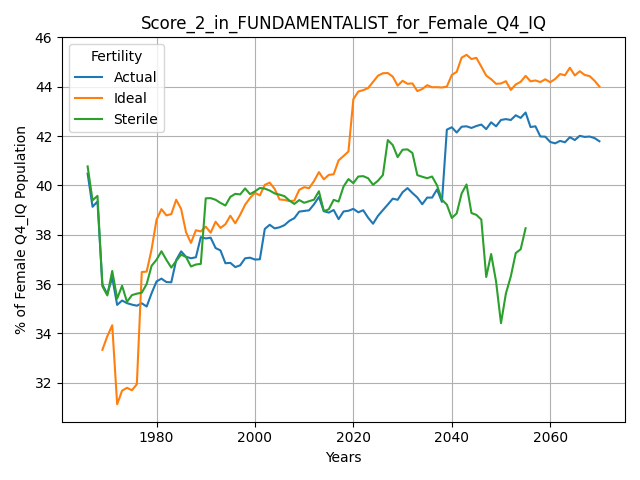 Score_2_in_FUNDAMENTALIST_for_Female_Q4_IQ
% of Female Q4_IQ Population
46
44
42
40
38
36
34
32
Fertility
Actual
Ideal
Sterile
1980
2000
2020
2040
2060
Years